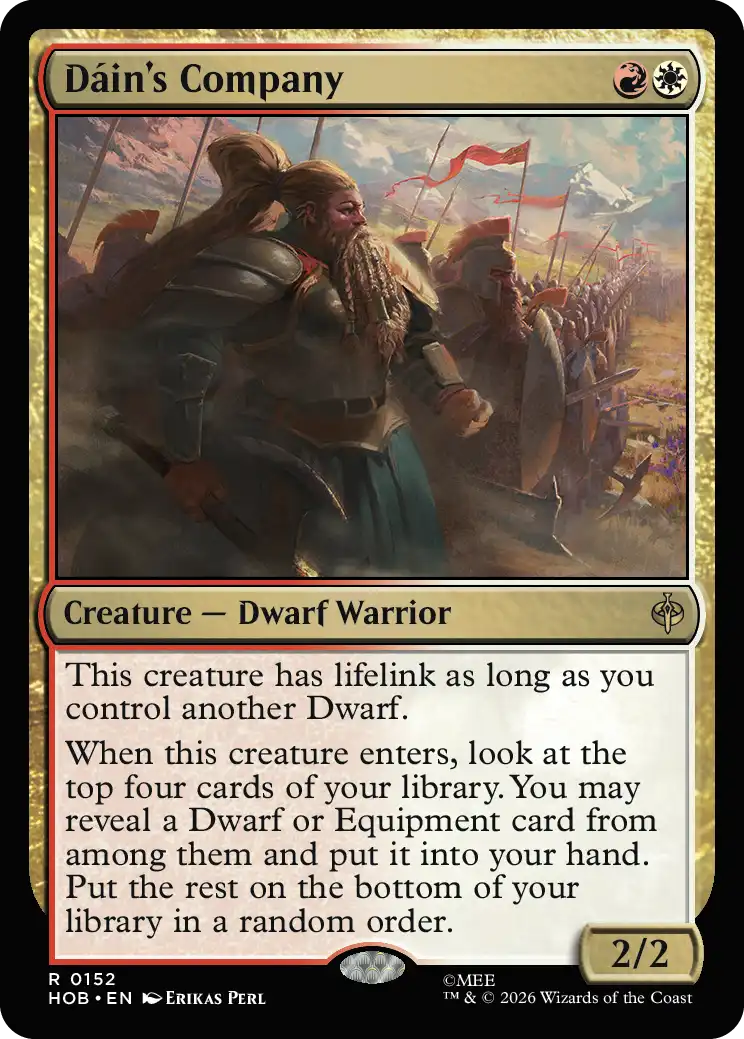 Dáin's Company
Creature — Dwarf Warrior
This creature has lifelink as long as you
control another Dwarf.
When this creature enters, look at the
top four cards of your library. You may
reveal a Dwarf or Equipment card from
among them and put it into your hand.
Put the rest on the bottom of your
library in a random order.
2/2
R 0152
HOB • EN Erikas Perl
©MEE
™ & © 2026 Wizards of the Coast